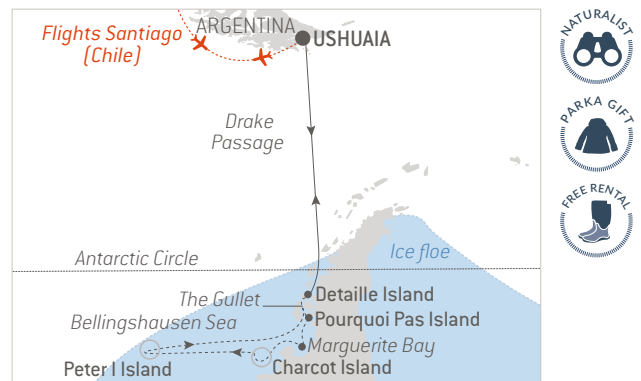 ARGENTINA
Flights Santiago
(Chile)
USHUAIA
Drake
Passage
Antarctic Circle
Ice floe
The Gullet
Detaille Island
Bellingshausen Sea
Pourquoi Pas Island
Marguerite Bay
Peter I Island
Charcot Island
NATURALIST
PARKA GIFT
FREE RENTAL